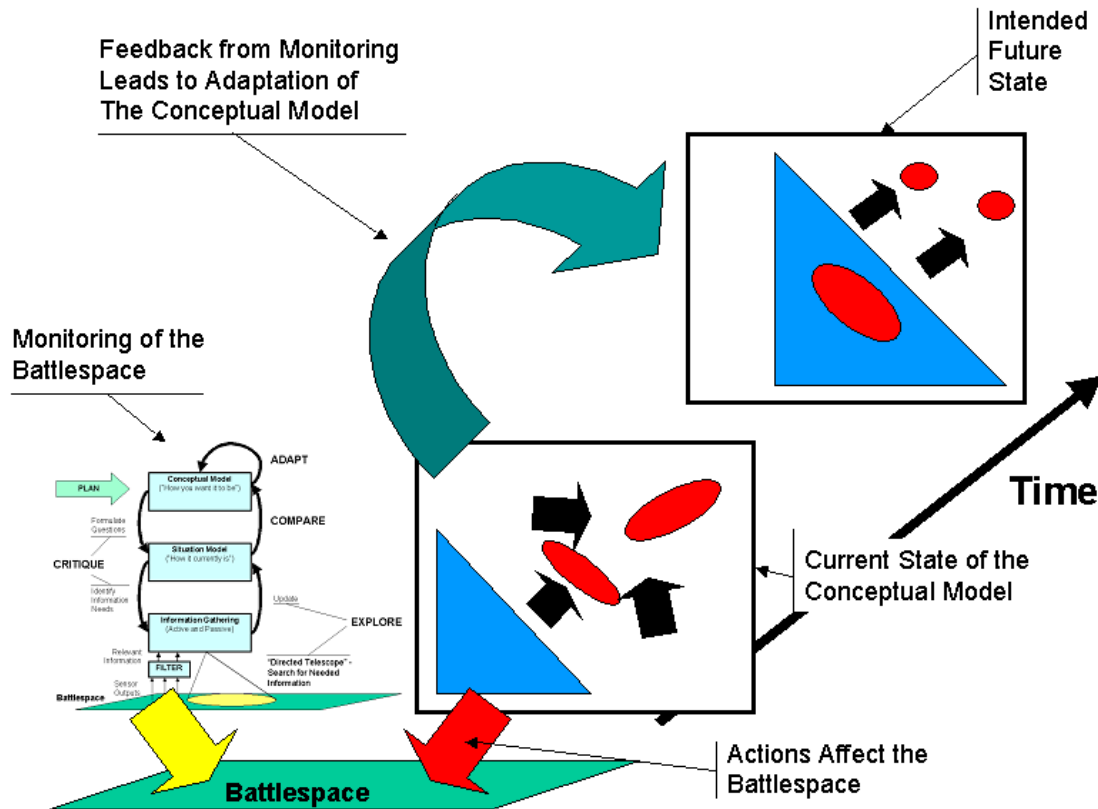 Feedback from Monitoring
Leads to Adaptation of
The Conceptual Model
Intended
Future
State
Monitoring of the
Battlespace
ADAPT
Conceptual Model
("How you want it to be")
PLAN
Formulate
Questions
COMPARE
Situation Model
("How it currently is")
CRITIQUE
Identify
Information
Needs
Update
Information Gathering
(Active and Passive)
EXPLORE
Relevant
Information
FILTER
"Directed Telescope" -
Search for Needed
Information
Sensor
Outputs
Battlespace
Time
Current State of the
Conceptual Model
Actions Affect the
Battlespace
Battlespace